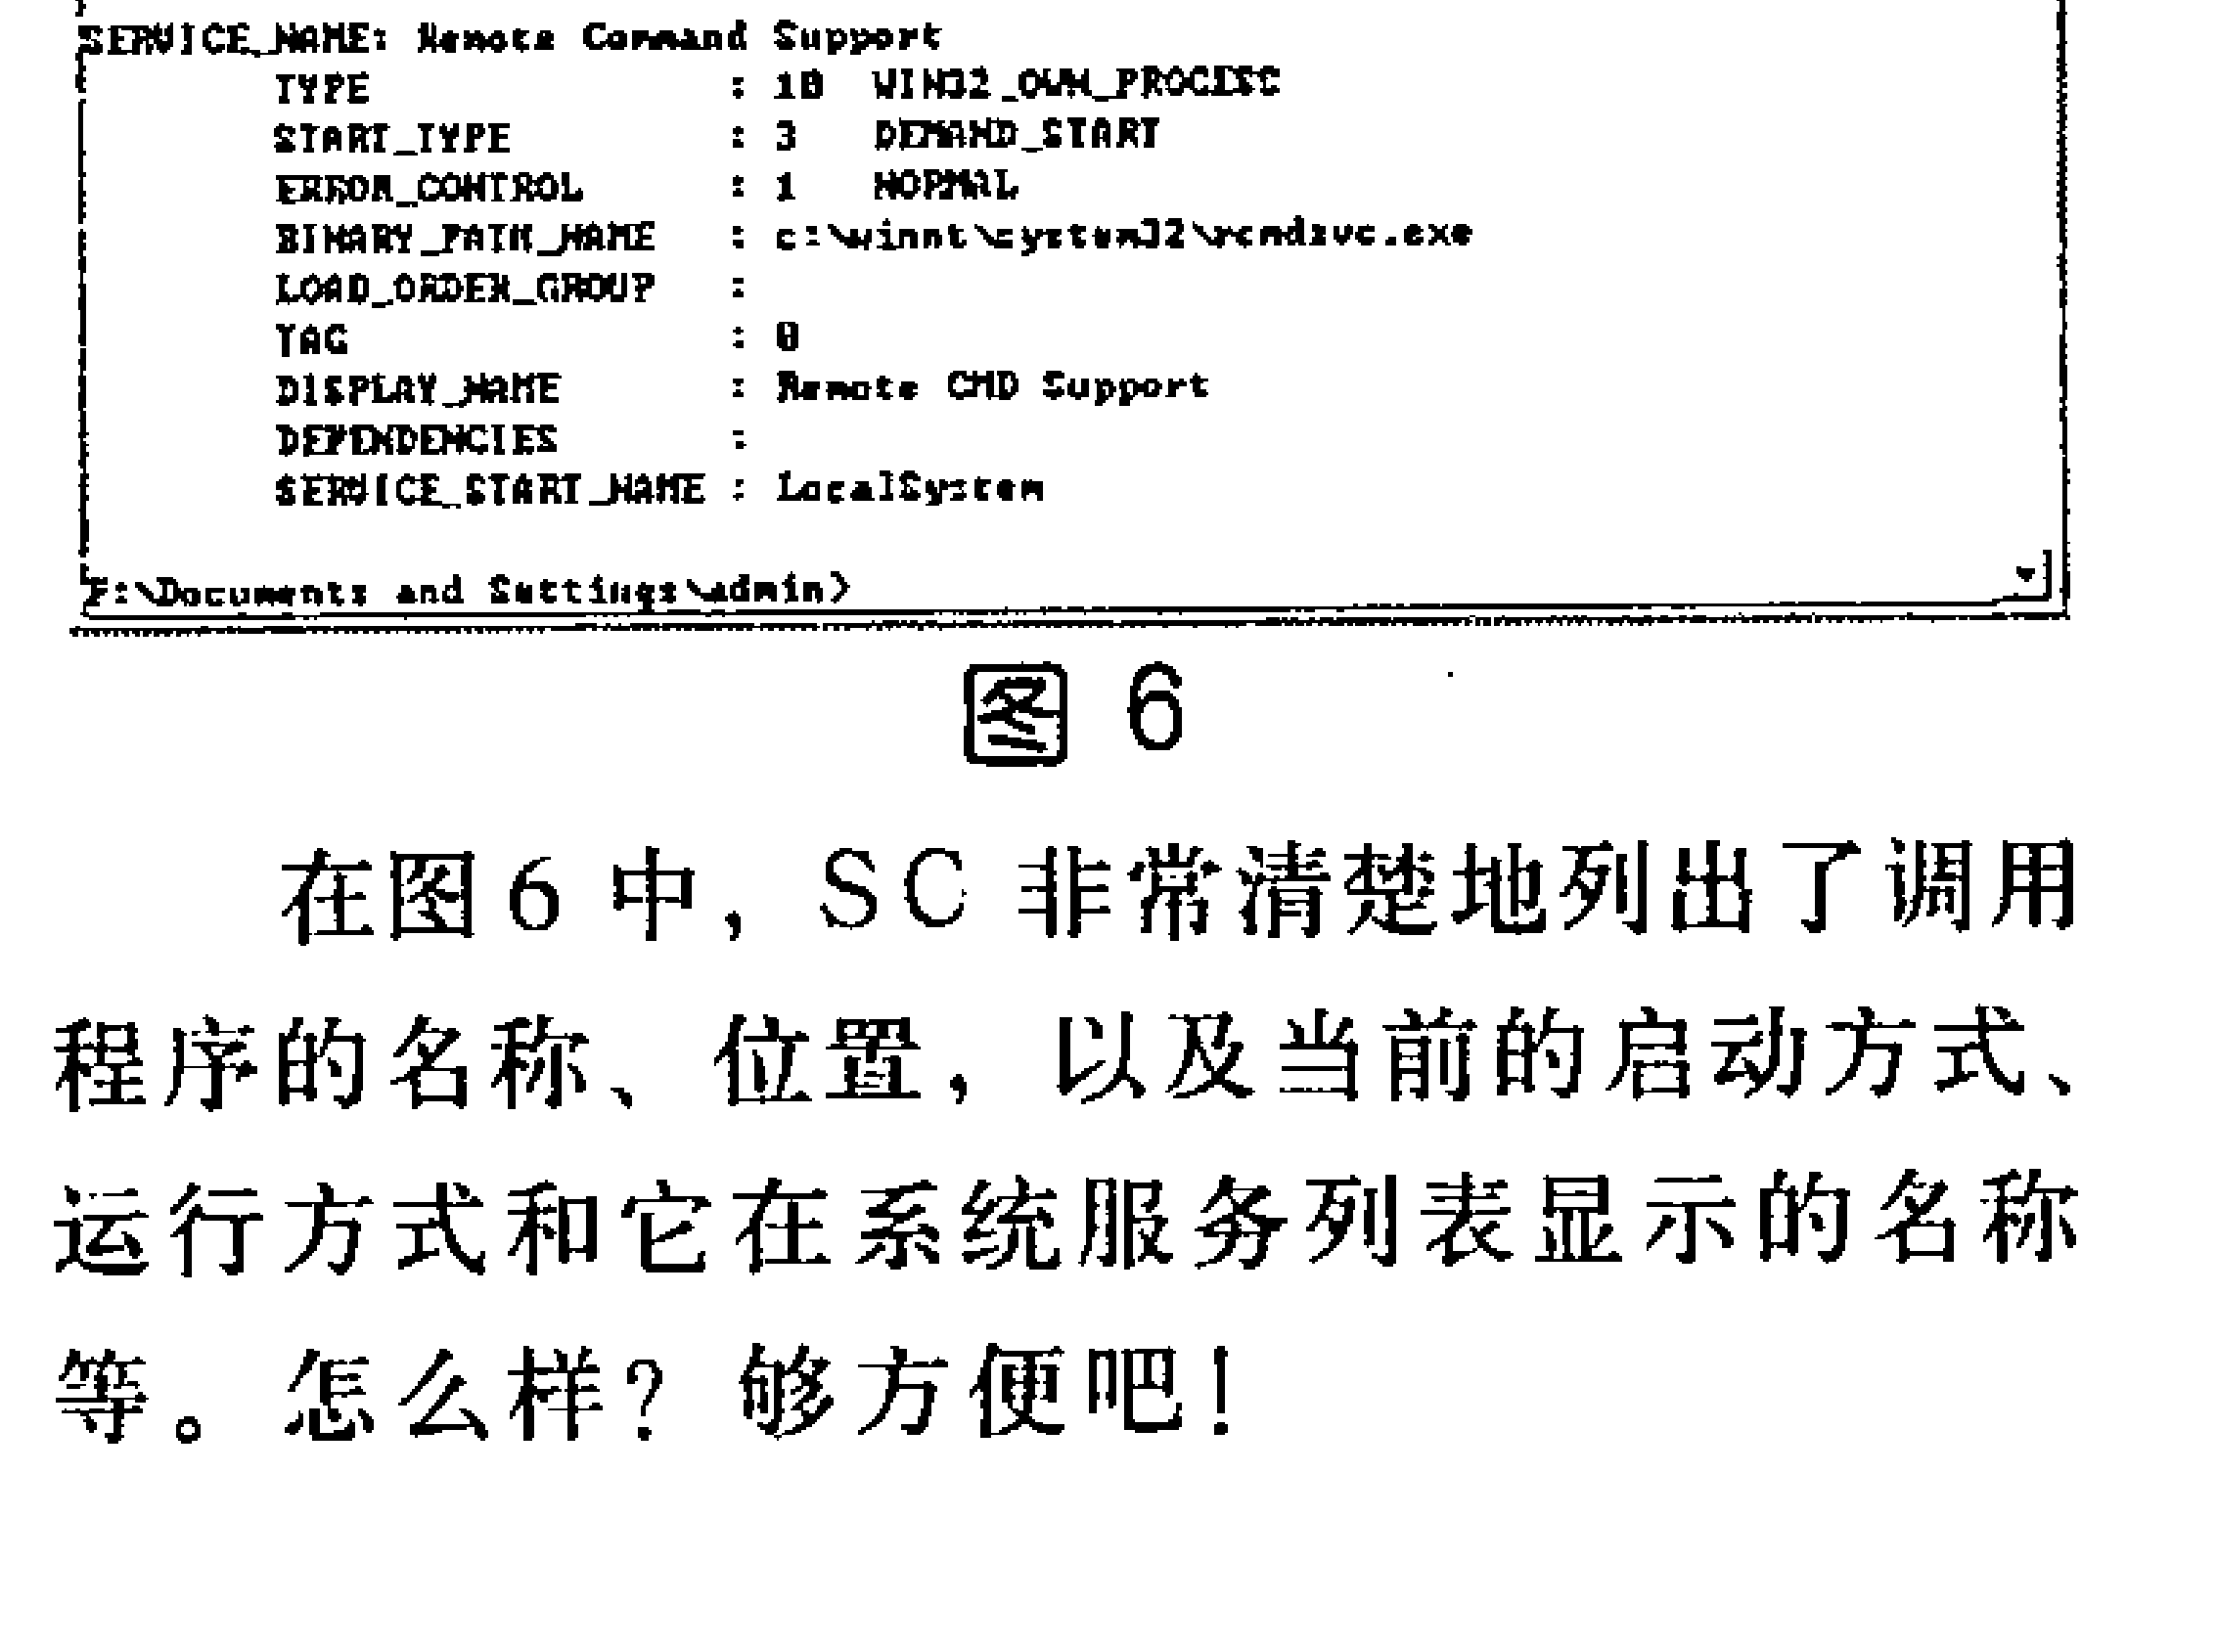 SERVICE_NAME: Remote Command Support
TYPE : 10 WIN32_OWN_PROCESS
START_TYPE : 3 DEMAND_START
ERROR_CONTROL : 1 NORMAL
BINARY_PATH_NAME : c:\winnt\system32\rcmdsvc.exe
LOAD_ORDER_GROUP :
TAG : 0
DISPLAY_NAME : Remote CMD Support
DEPENDENCIES :
SERVICE_START_NAME : LocalSystem
F:\Documents and Settings\admin>
图 6
在图6中，SC非常清楚地列出了调用
程序的名称、位置，以及当前的启动方式、
运行方式和它在系统服务列表显示的名称
等。怎么样？够方便吧！